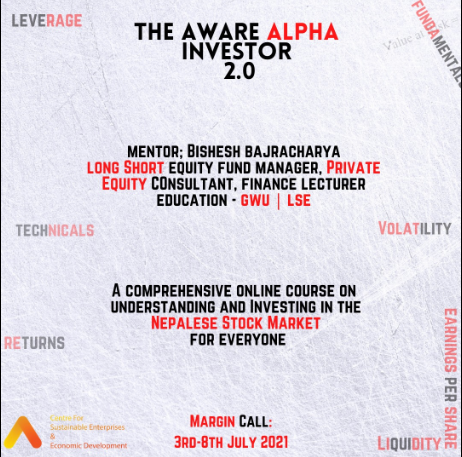 LEVERAGE
FUNDAMENTALS
THE AWARE ALPHA
INVESTOR
2.0
Value at Risk
MENTOR; BISHESH BAJRACHARYA
LONG SHORT EQUITY FUND MANAGER, PRIVATE
EQUITY CONSULTANT, FINANCE LECTURER
EDUCATION - GWU | LSE
TECHNICALS
VOLATILITY
A COMPREHENSIVE ONLINE COURSE ON
UNDERSTANDING AND INVESTING IN THE
NEPALESE STOCK MARKET
FOR EVERYONE
RETURNS
EARNINGS PER SHARE
Centre For
Sustainable Enterprises
&
Economic Development
MARGIN CALL:
3RD-8TH JULY 2021
LIQUIDITY